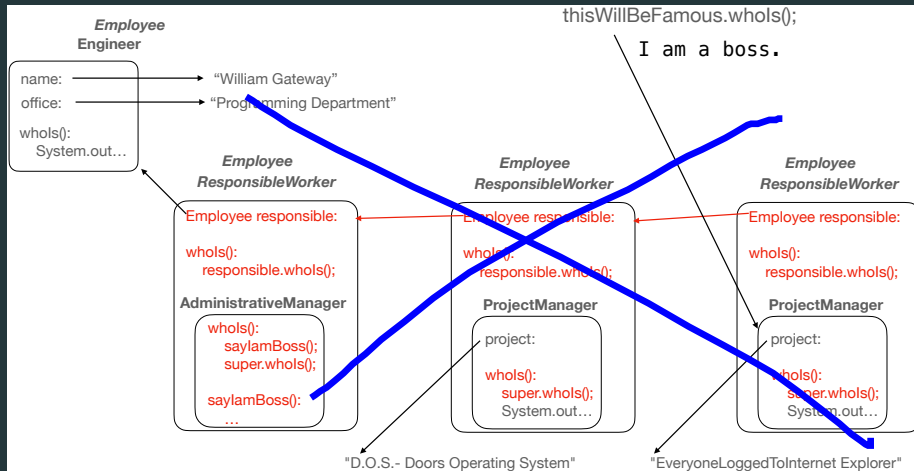 thisWillBeFamous.whoIs();
I am a boss.
Employee
Engineer
name:
"William Gateway"
office:
"Programming Department"
whoIs():
System.out…
Employee
ResponsibleWorker
Employee responsible:
whoIs():
responsible.whoIs();
AdministrativeManager
whoIs():
sayIamBoss();
super.whoIs();
sayIamBoss():
…
Employee
ResponsibleWorker
Employee responsible:
whoIs():
responsible.whoIs();
ProjectManager
project:
whoIs():
super.whoIs();
System.out…
Employee
ResponsibleWorker
Employee responsible:
whoIs():
responsible.whoIs();
ProjectManager
project:
whoIs():
super.whoIs();
System.out…
"D.O.S.- Doors Operating System"
"EveryoneLoggedToInternet Explorer"